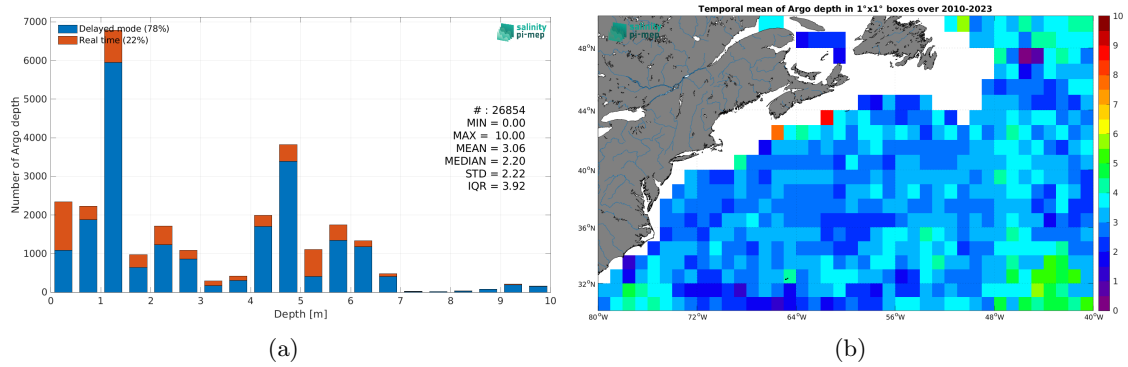 Delayed mode (78%)
Real time (22%)
salinity
pi-mep
# : 26854
MIN = 0.00
MAX = 10.00
MEAN = 3.06
MEDIAN = 2.20
STD = 2.22
IQR = 3.92
Number of Argo depth
7000
6000
5000
4000
3000
2000
1000
0
0 1 2 3 4 5 6 7 8 9 10
Depth [m]
(a)
Temporal mean of Argo depth in 1°x1° boxes over 2010-2023
salinity
pi-mep
48°N
44°N
40°N
36°N
32°N
80°W 72°W 64°W 56°W 48°W 40°W
10
9
8
7
6
5
4
3
2
1
0
(b)